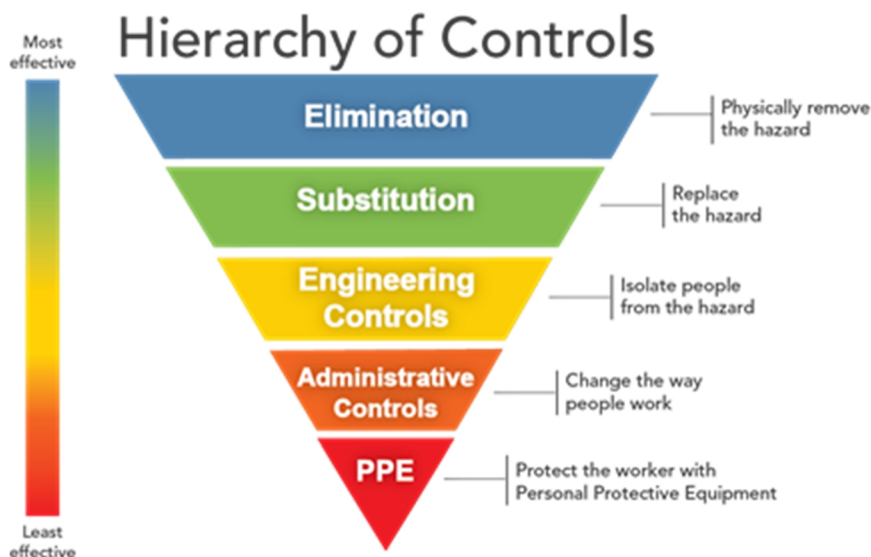 Hierarchy of Controls
Most
effective
Elimination
Physically remove
the hazard
Substitution
Replace
the hazard
Engineering
Controls
Isolate people
from the hazard
Administrative
Controls
Change the way
people work
PPE
Protect the worker with
Personal Protective Equipment
Least
effective